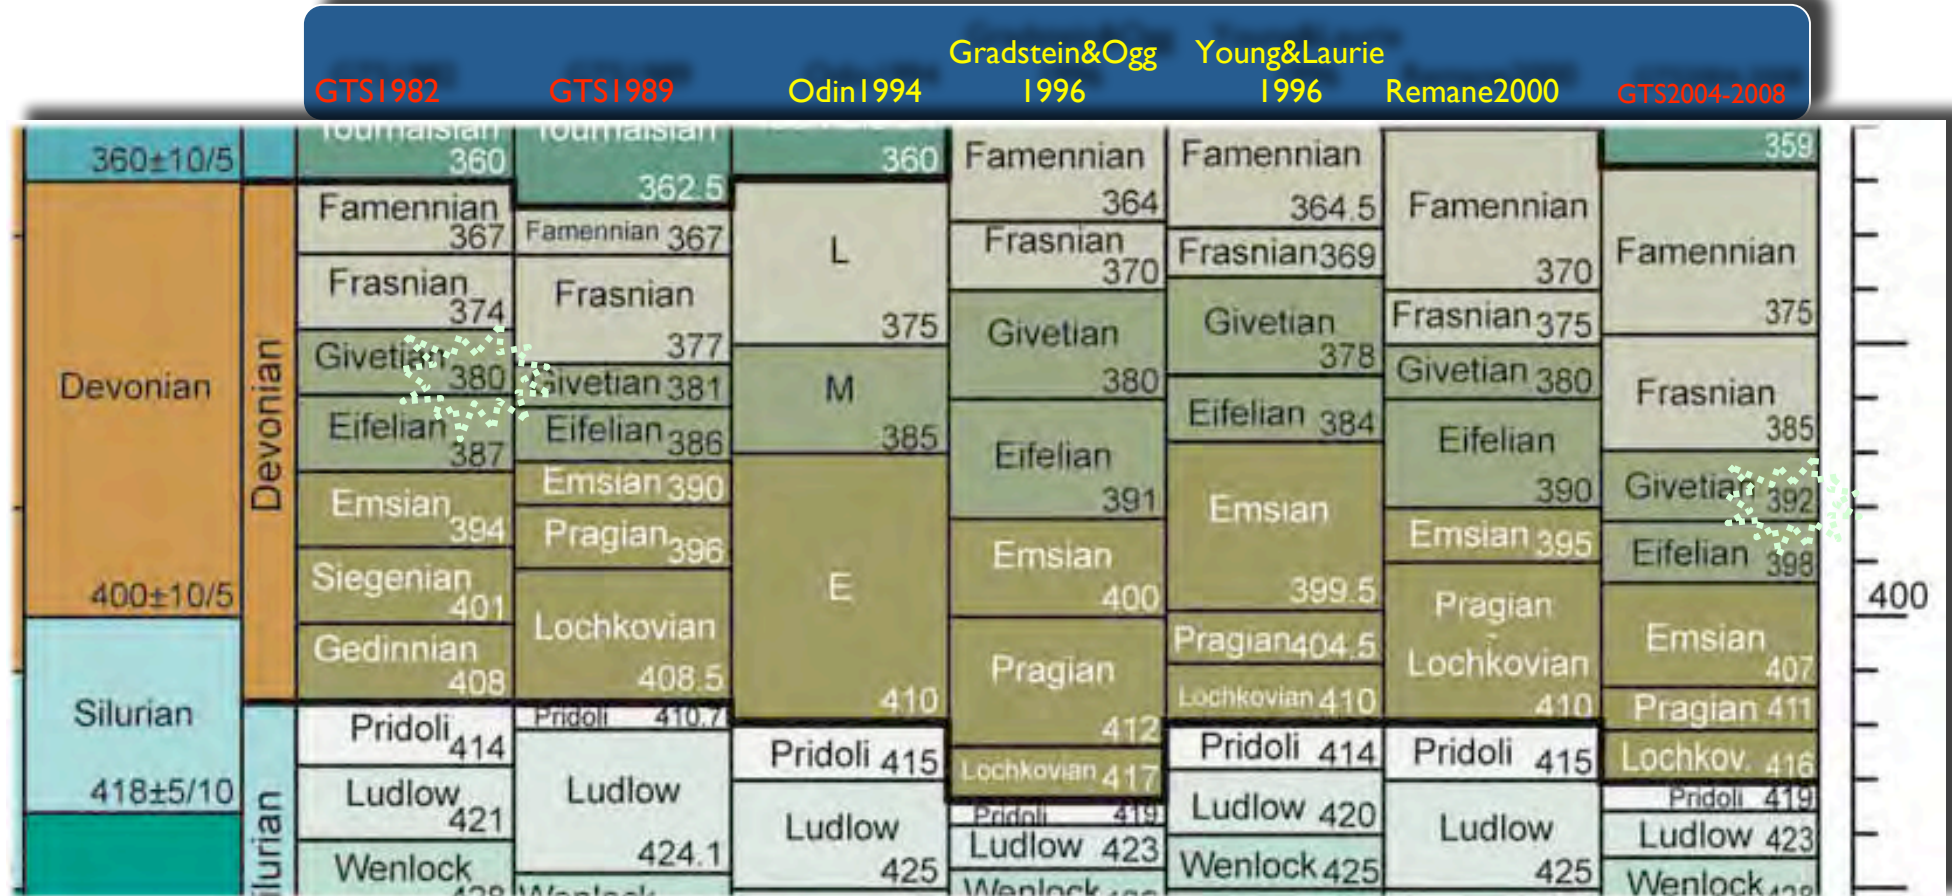 Gradstein&Ogg Young&Laurie
GTS1982 GTS1989 Odin1994 1996 1996 Remane2000 GTS2004-2008
360±10/5
Devonian
400±10/5
Silurian
418±5/10
Devonian
Tournaisian
360
Famennian
367
Frasnian
374
Givetian
380
Eifelian
387
Emsian
394
Siegenian
401
Gedinnian
408
Pridoli
414
Ludlow
421
Wenlock
Tournaisian
362.5
Famennian 367
Frasnian
377
Givetian 381
Eifelian 386
Emsian 390
Pragian 396
Lochkovian
408.5
Pridoli 410.7
Ludlow
424.1
Wenlock
360
L
375
M
385
E
410
Pridoli 415
Ludlow
425
Famennian
364
Frasnian
370
Givetian
380
Eifelian
391
Emsian
400
Pragian
412
Lochkovian 417
Pridoli 419
Ludlow 423
Wenlock
Famennian
364.5
Frasnian369
Givetian
378
Eifelian 384
Emsian
399.5
Pragian404.5
Lochkovian 410
Pridoli 414
Ludlow 420
Wenlock425
Famennian
370
Frasnian 375
Givetian 380
Eifelian
390
Emsian 395
Pragian
-
Lochkovian
410
Pridoli 415
Ludlow
425
359
Famennian
375
Frasnian
385
Givetian 392
Eifelian 398
Emsian
407
Pragian 411
Lochkov. 416
Pridoli 419
Ludlow 423
Wenlock
400